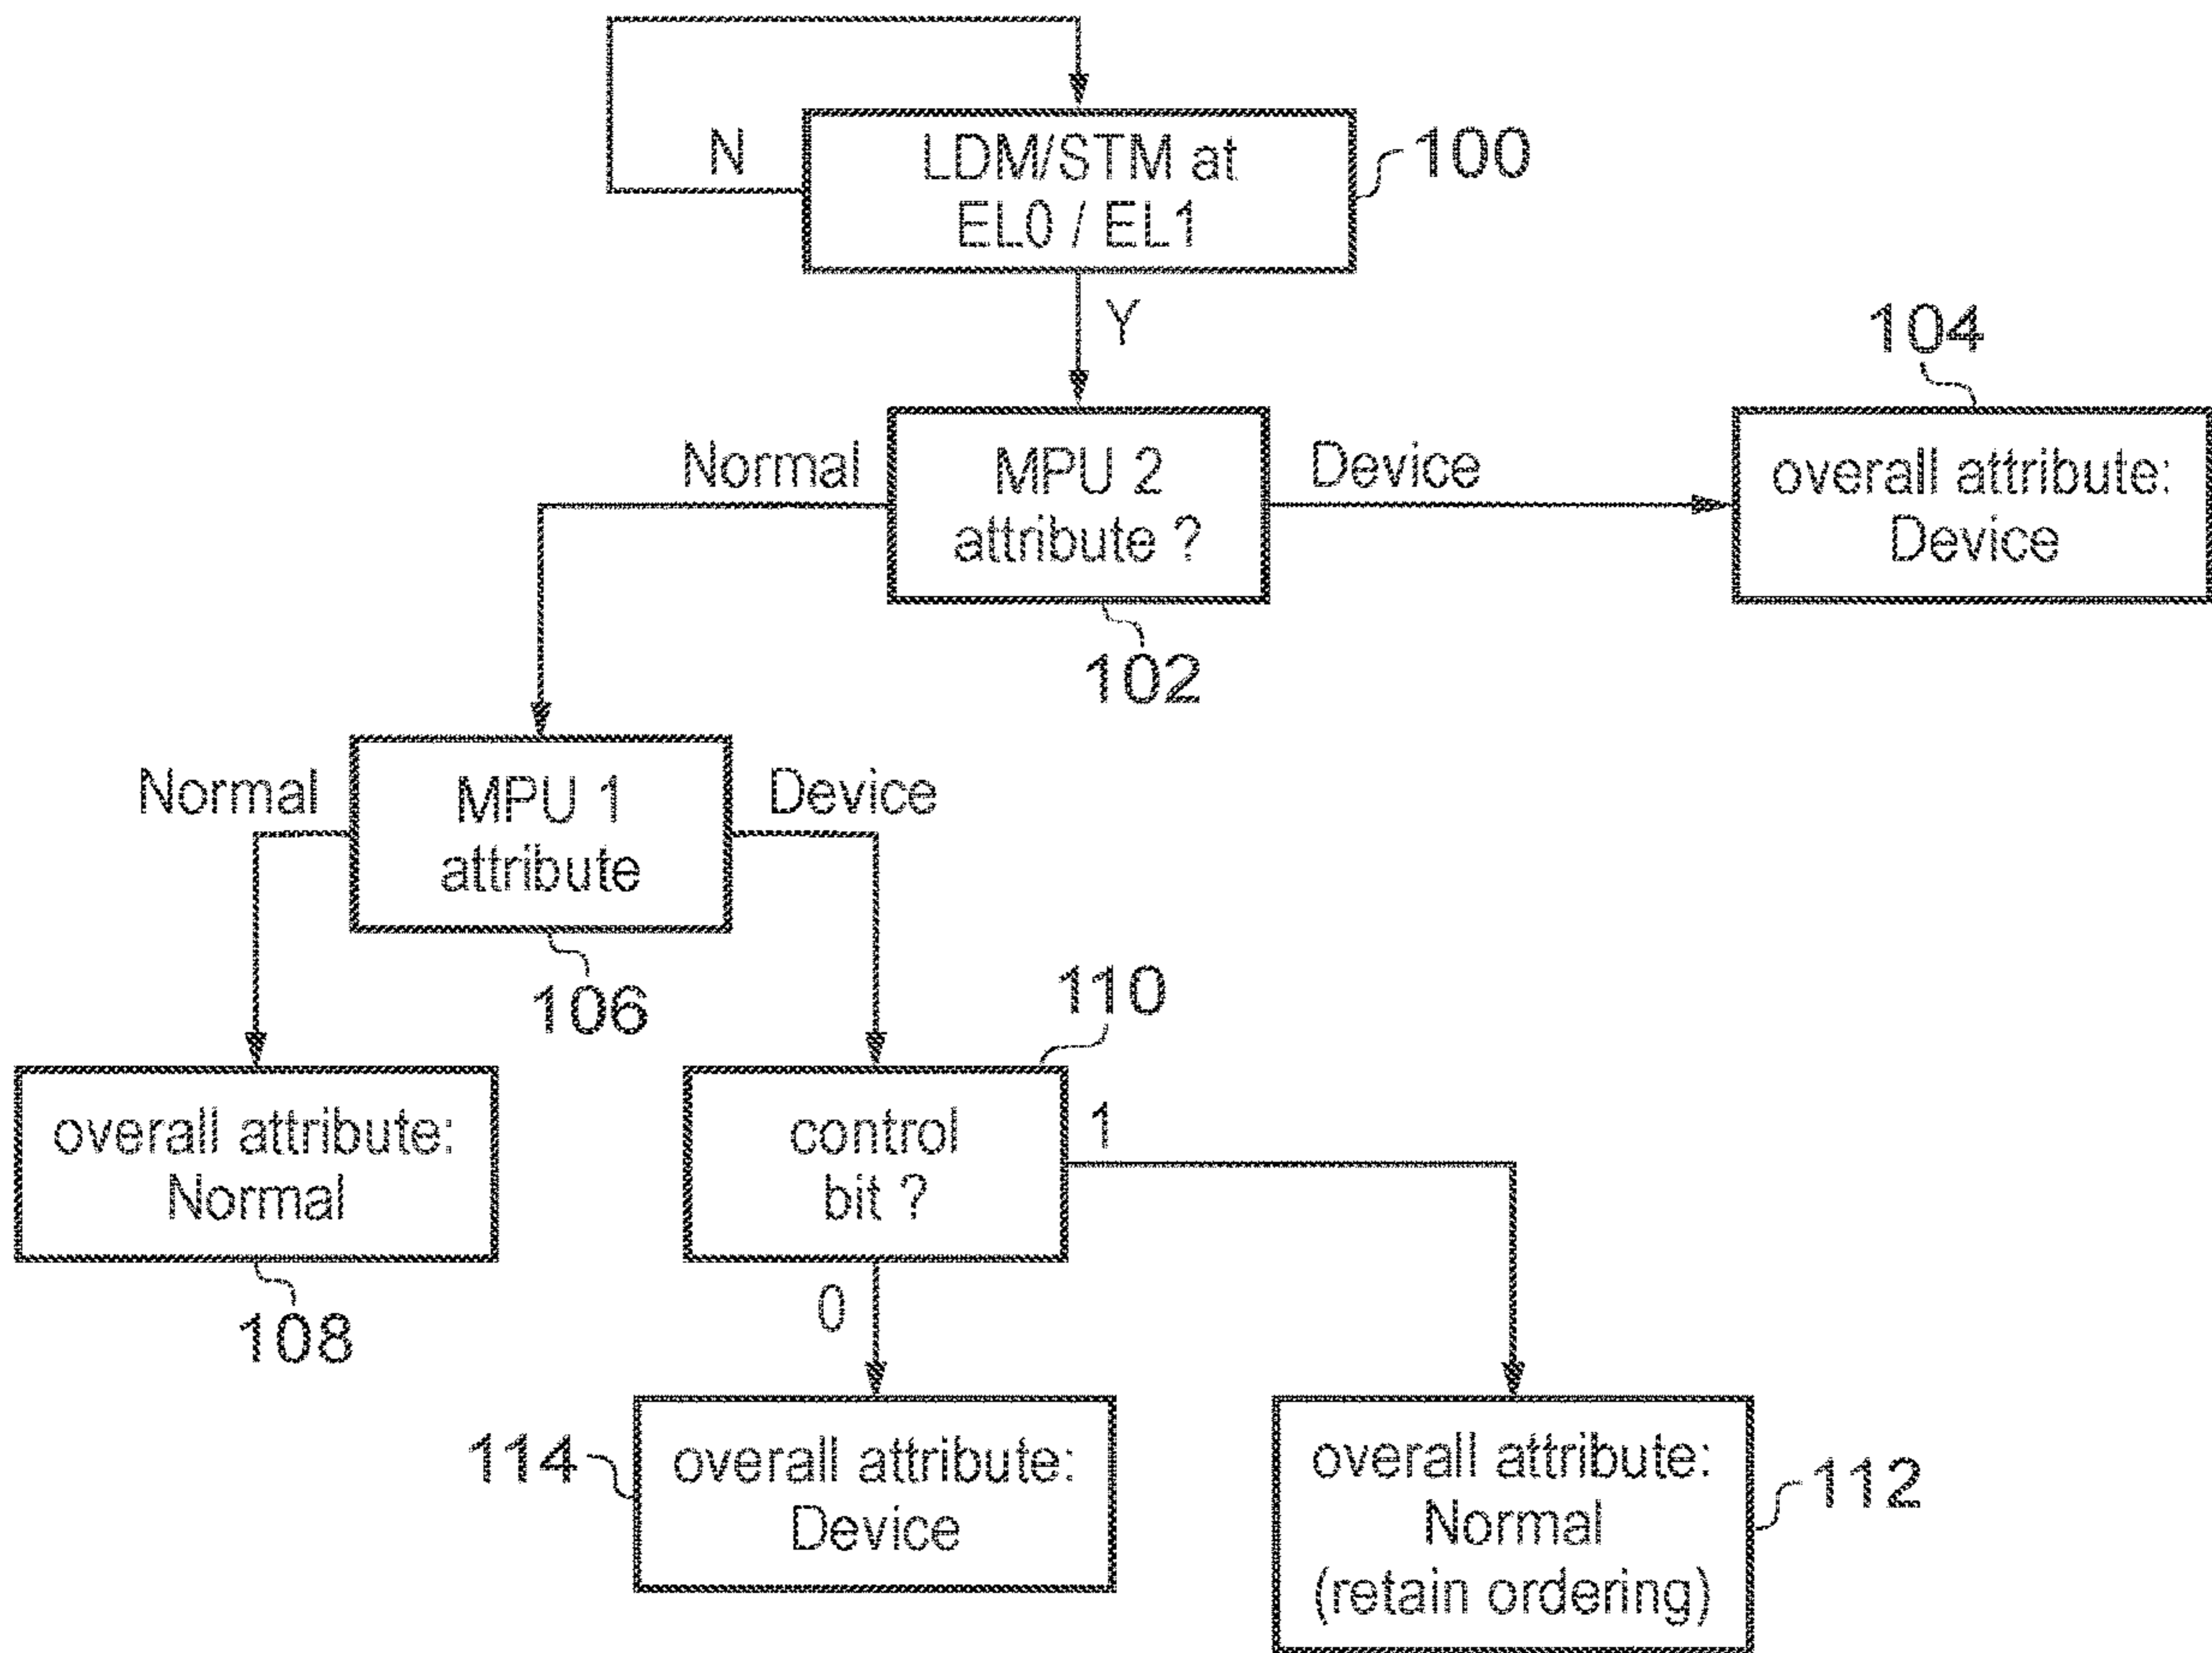 N
LDM/STM at
EL0 / EL1
100
Y
104
Normal
MPU 2
attribute ?
Device
overall attribute:
Device
102
Normal
MPU 1
attribute
Device
106
110
overall attribute:
Normal
control
bit ?
1
108
0
114
overall attribute:
Device
overall attribute:
Normal
(retain ordering)
112